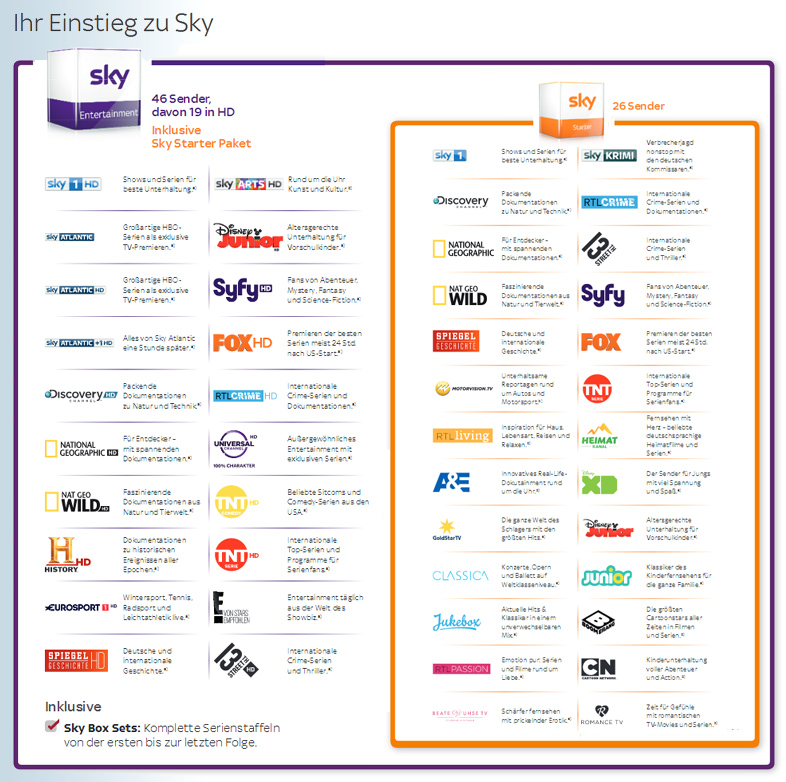 Ihr Einstieg zu Sky
sky
Entertainment
46 Sender,
davon 19 in HD
Inklusive
Sky Starter Paket
sky 1 HD
Shows und Serien für
beste Unterhaltung.
sky ARTS HD
Rund um die Uhr
Kunst und Kultur.
sky ATLANTIC
Großartige HBO-
Serien als exklusive
TV-Premieren.
Disney
Junior
Altersgerechte
Unterhaltung für
Vorschulkinder.
sky ATLANTIC HD
Großartige HBO-
Serien als exklusive
TV-Premieren.
Syfy HD
Fans von Abenteuer,
Mystery, Fantasy
und Science-Fiction.
sky ATLANTIC +1 HD
Alles von Sky Atlantic
eine Stunde später.
FOX HD
Premieren der besten
Serien meist 24 Std.
nach US-Start.
Discovery HD
CHANNEL
Packende
Dokumentationen
zu Natur und Technik.
RTL CRIME HD
Internationale
Crime-Serien und
Dokumentationen.
NATIONAL
GEOGRAPHIC HD
Für Entdecker –
mit spannenden
Dokumentationen.
UNIVERSAL HD
CHANNEL
100% CHARAKTER
Außergewöhnliches
Entertainment mit
exklusiven Serien.
NAT GEO
WILD HD
Faszinierende
Dokumentationen aus
Natur und Tierwelt.
TNT HD
COMEDY
Beliebte Sitcoms und
Comedy-Serien aus den
USA.
H HD
HISTORY
Dokumentationen
zu historischen
Ereignissen aller
Epochen.
TNT HD
SERIE
Internationale
Top-Serien und
Programme für
Serienfans.
EUROSPORT 1 HD
Wintersport, Tennis,
Radsport und
Leichtathletik live.
E!
VON STARS
EMPFOHLEN
Entertainment täglich
aus der Welt des
Showbiz.
SPIEGEL
GESCHICHTE HD
Deutsche und
internationale
Geschichte.
13TH STREET HD
Internationale
Crime-Serien
und Thriller.
Inklusive
Sky Box Sets: Komplette Serienstaffeln
von der ersten bis zur letzten Folge.
sky
Starter
26 Sender
sky 1
Shows und Serien für
beste Unterhaltung.
sky KRIMI
Verbrecherjagd
nonstop mit
den deutschen
Kommissaren.
Discovery
CHANNEL
Packende
Dokumentationen
zu Natur und Technik.
RTL CRIME
Internationale
Crime-Serien und
Dokumentationen.
NATIONAL
GEOGRAPHIC
Für Entdecker –
mit spannenden
Dokumentationen.
13TH STREET
Internationale
Crime-Serien
und Thriller.
NAT GEO
WILD
Faszinierende
Dokumentationen aus
Natur und Tierwelt.
Syfy
Fans von Abenteuer,
Mystery, Fantasy
und Science-Fiction.
SPIEGEL
GESCHICHTE
Deutsche und
internationale
Geschichte.
FOX
Premieren der besten
Serien meist 24 Std.
nach US-Start.
MOTORVISION.TV
Unterhaltsame
Reportagen rund
um Autos und
Motorsport.
TNT
SERIE
Internationale
Top-Serien und
Programme für
Serienfans.
RTL living
Inspiration für Haus,
Lebensart, Reisen und
Relaxen.
HEIMAT
KANAL
Fernsehen mit
Herz – beliebte
deutschsprachige
Heimatfilme und
Serien.
A&E
Innovatives Real-Life-
Dokutainment rund
um die Uhr.
Disney
XD
Der Sender für Jungs
mit viel Spannung
und Spaß.
GoldStar TV
Die ganze Welt des
Schlagers mit den
größten Hits.
Disney
Junior
Altersgerechte
Unterhaltung für
Vorschulkinder.
CLASSICA
Konzerte, Opern
und Ballett auf
Weltklasseniveau.
JUNIOR
Klassiker des
Kinderfernsehens für
die ganze Familie.
Jukebox
Aktuelle Hits &
Klassiker in einem
unverwechselbaren
Mix.
BOOMERANG
Die größten
Cartoonstars aller
Zeiten in Filmen
und Serien.
RTL PASSION
Emotion pur: Serien
und Filme rund um
Liebe.
CN
CARTOON NETWORK
Kinderunterhaltung
voller Abenteuer
und Action.
BEATE UHSE.TV
Schärfer fernsehen
mit prickelnder Erotik.
R
ROMANCE TV
Zeit für Gefühle
mit romantischen
TV-Movies und Serien.